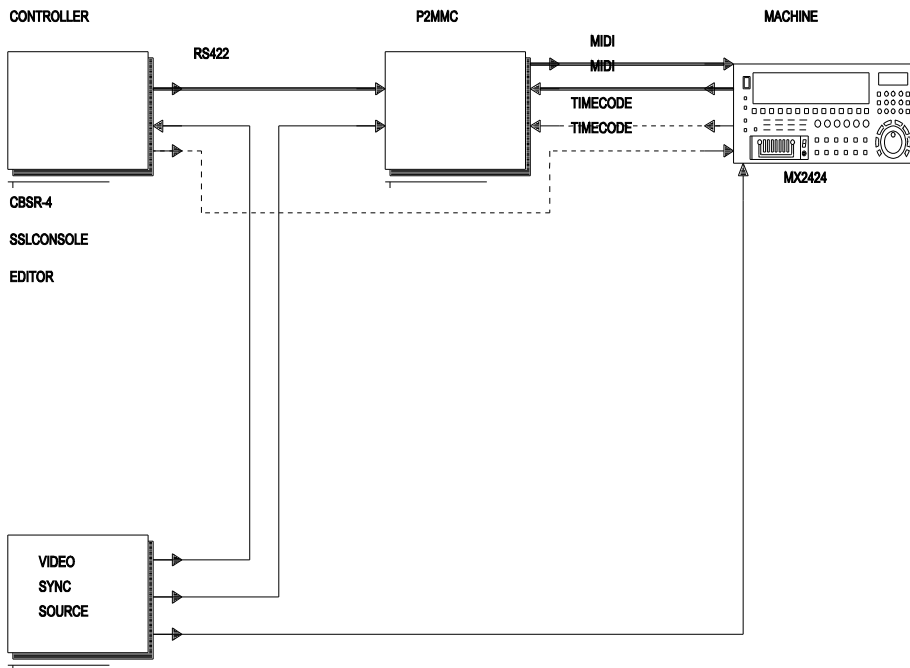 CONTROLLER
P2MMC
MACHINE
RS422
MIDI
MIDI
TIMECODE
TIMECODE
MX2424
CBSR-4
SSLCONSOLE
EDITOR
VIDEO
SYNC
SOURCE